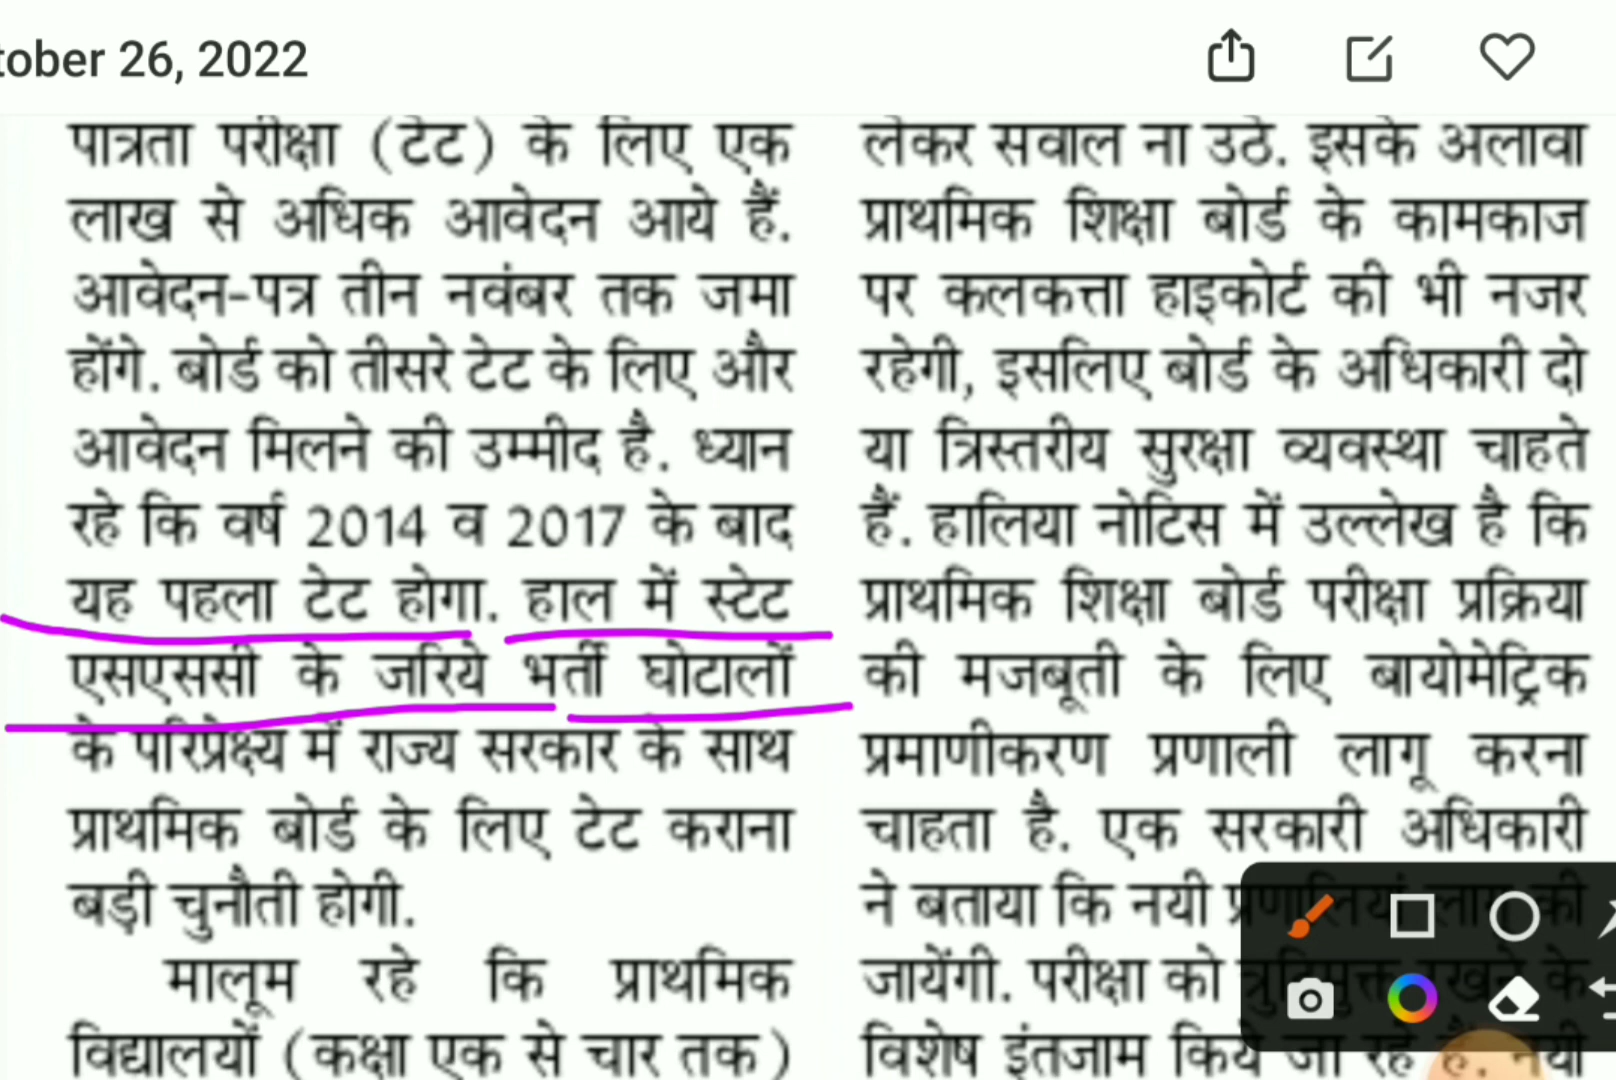 tober 26, 2022
पात्रता परीक्षा (टेट) के लिए एक
लाख से अधिक आवेदन आये हैं.
आवेदन-पत्र तीन नवंबर तक जमा
होंगे. बोर्ड को तीसरे टेट के लिए और
आवेदन मिलने की उम्मीद है. ध्यान
रहे कि वर्ष 2014 व 2017 के बाद
यह पहला टेट होगा. हाल में स्टेट
एसएससी के जरिये भर्ती घोटालों
के परिप्रेक्ष्य में राज्य सरकार के साथ
प्राथमिक बोर्ड के लिए टेट कराना
बड़ी चुनौती होगी.
मालूम रहे कि प्राथमिक
विद्यालयों (कक्षा एक से चार तक)
लेकर सवाल ना उठे. इसके अलावा
प्राथमिक शिक्षा बोर्ड के कामकाज
पर कलकत्ता हाइकोर्ट की भी नजर
रहेगी, इसलिए बोर्ड के अधिकारी दो
या त्रिस्तरीय सुरक्षा व्यवस्था चाहते
हैं. हालिया नोटिस में उल्लेख है कि
प्राथमिक शिक्षा बोर्ड परीक्षा प्रक्रिया
की मजबूती के लिए बायोमेट्रिक
प्रमाणीकरण प्रणाली लागू करना
चाहता है. एक सरकारी अधिकारी
ने बताया कि नयी प्रणालियां लागू की
जायेंगी. परीक्षा को त्रुटिमुक्त रखने के
विशेष इंतजाम किये जा रहे हैं. नयी